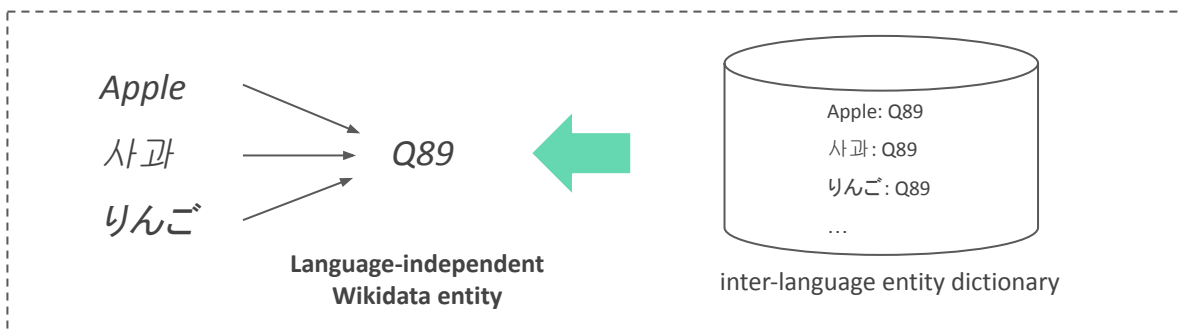 Apple
사과
りんご
Q89
Language-independent
Wikidata entity
Apple: Q89
사과: Q89
りんご: Q89
…
inter-language entity dictionary